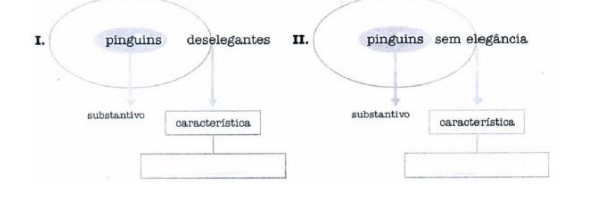 I. pinguins deselegantes
substantivo
característica
II. pinguins sem elegância
substantivo
característica